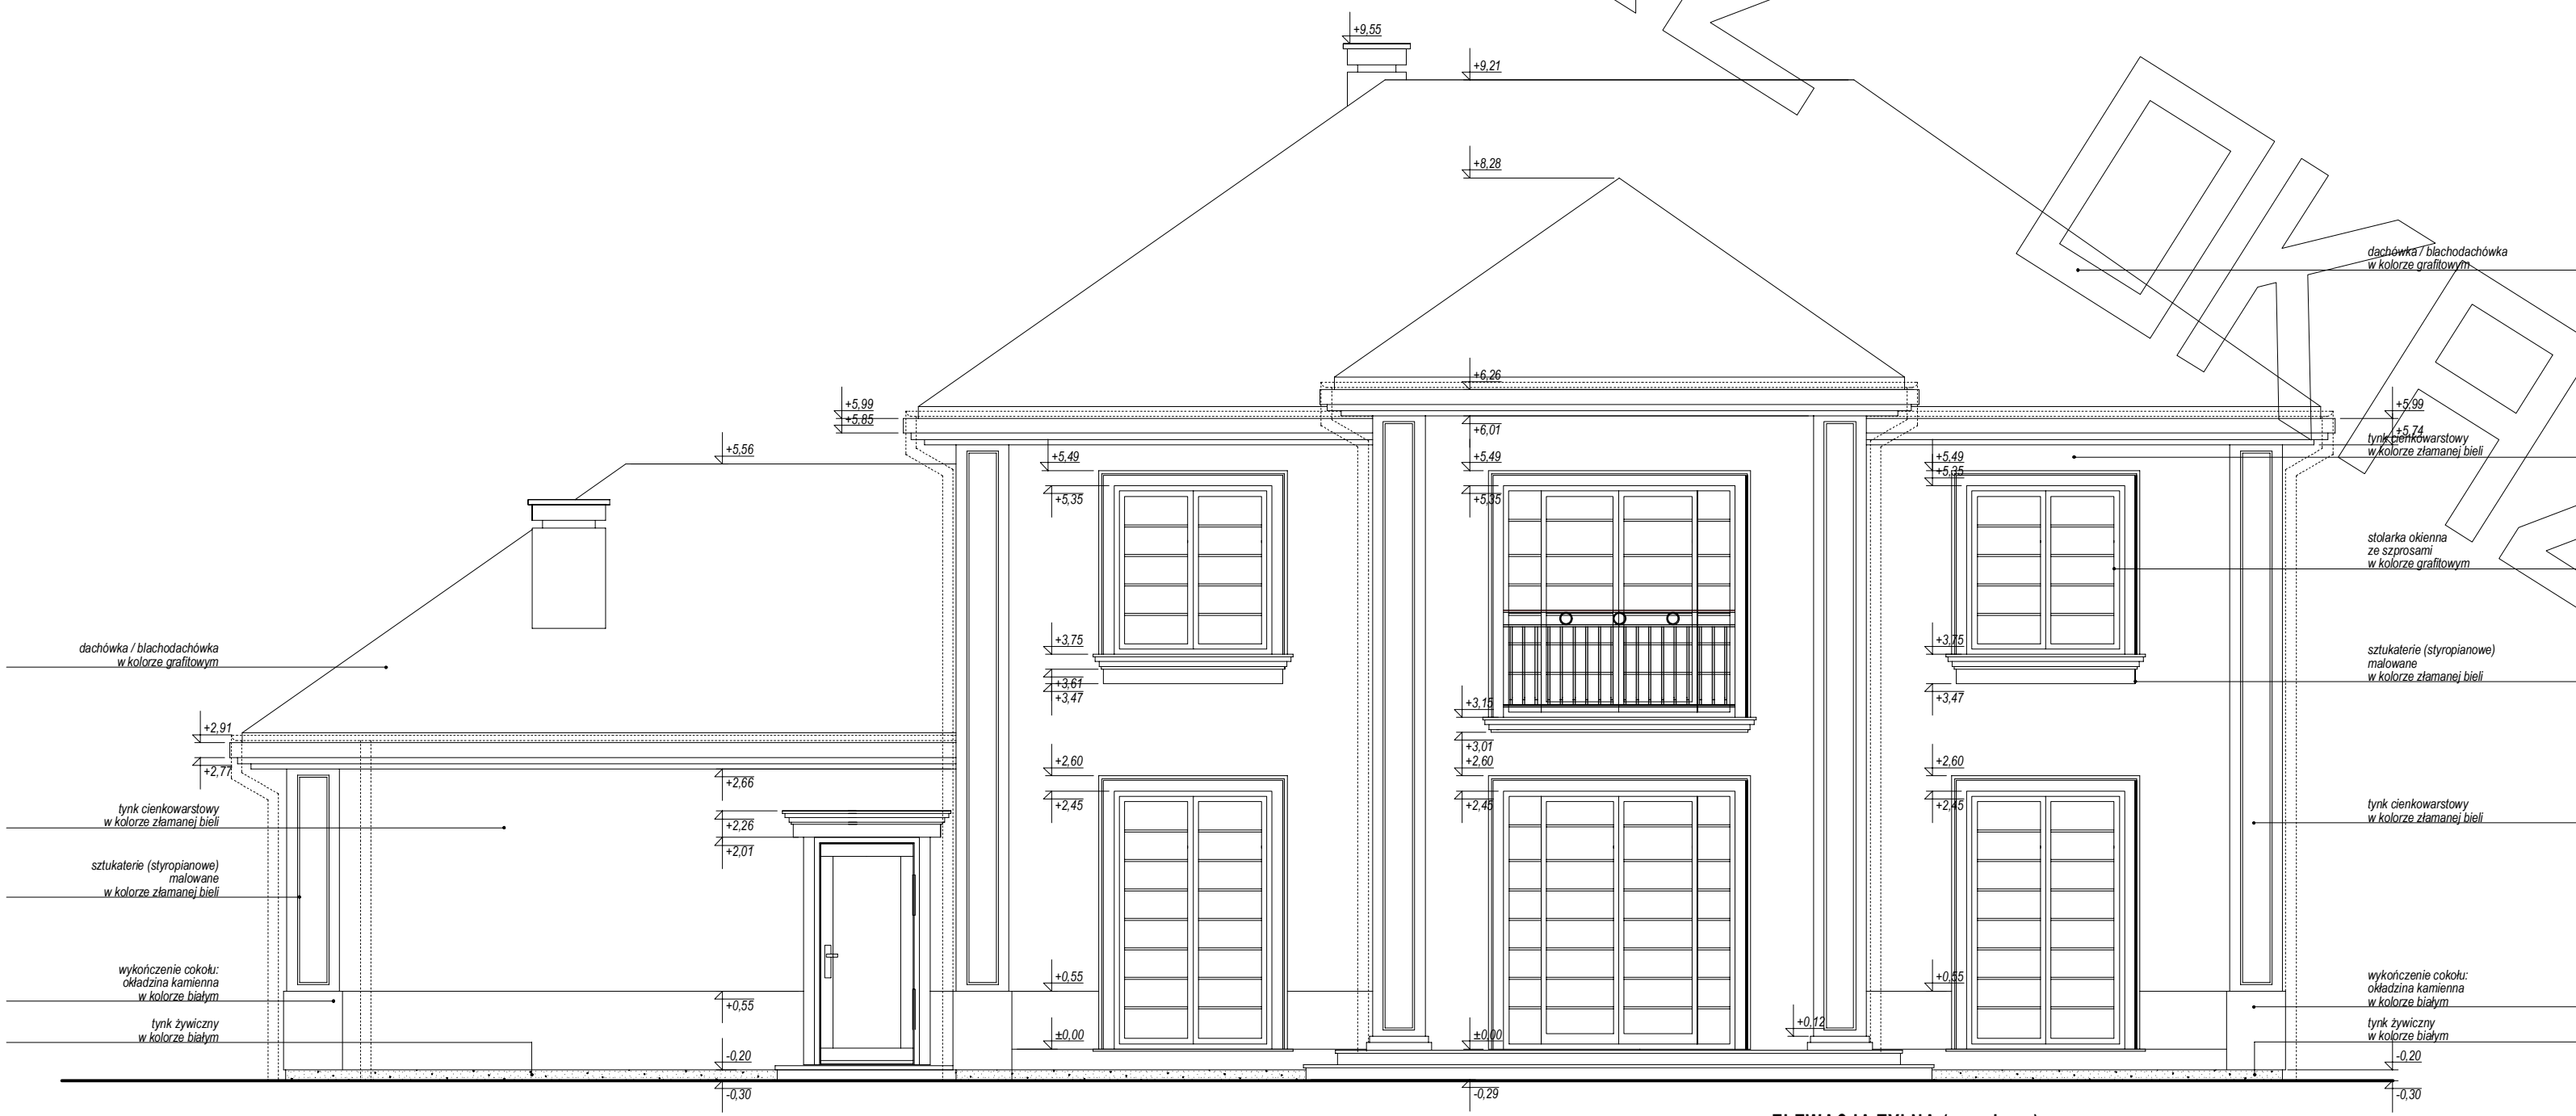 +9,55
+9,21
+8,28
dachówka / blachodachówka
w kolorze grafitowym
+6,26
+5,99
+5,85
+6,01
+5,99
+5,74
tynk cienkowarstowy
w kolorze złamanej bieli
+5,56
+5,49
+5,35
+5,49
+5,35
+5,49
+5,35
stolarka okienna
ze szprosami
w kolorze grafitowym
dachówka / blachodachówka
w kolorze grafitowym
+3,75
+3,61
+3,47
+3,75
+3,47
sztukaterie (styropianowe)
malowane
w kolorze złamanej bieli
+3,15
+3,01
+2,91
+2,77
+2,66
+2,60
+2,45
+2,60
+2,45
+2,60
+2,45
tynk cienkowarstowy
w kolorze złamanej bieli
+2,26
+2,01
tynk cienkowarstowy
w kolorze złamanej bieli
sztukaterie (styropianowe)
malowane
w kolorze złamanej bieli
wykończenie cokołu:
okładzina kamienna
w kolorze białym
+0,55
+0,55
+0,55
wykończenie cokołu:
okładzina kamienna
w kolorze białym
tynk żywiczny
w kolorze białym
±0,00
±0,00
+0,12
tynk żywiczny
w kolorze białym
-0,20
-0,30
-0,29
-0,20
-0,30